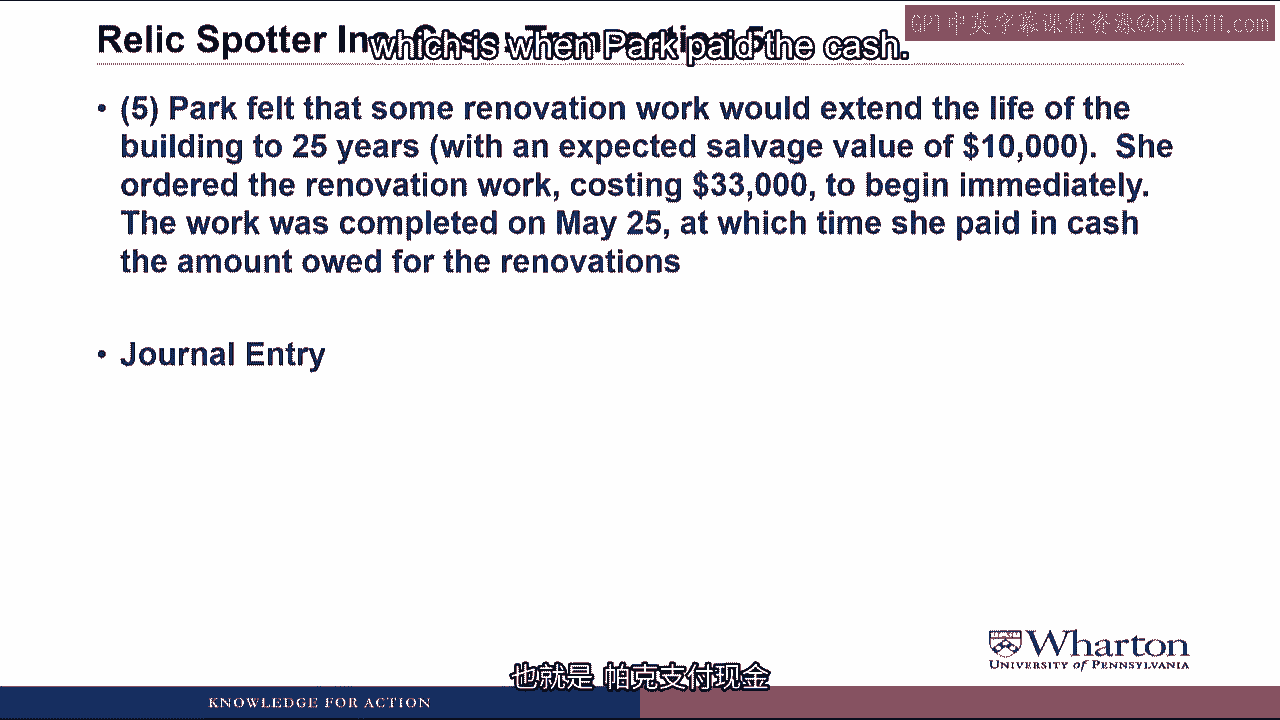 GPT中英字幕课程资源@bilibili.com
Relic Spotter Inc. Case: Transaction 5
which is when Park paid the cash.
• (5) Park felt that some renovation work would extend the life of the
building to 25 years (with an expected salvage value of $10,000). She
ordered the renovation work, costing $33,000, to begin immediately.
The work was completed on May 25, at which time she paid in cash
the amount owed for the renovations
• Journal Entry
Wharton
UNIVERSITY of PENNSYLVANIA
也就是 帕克支付现金
KNOWLEDGE FOR ACTION